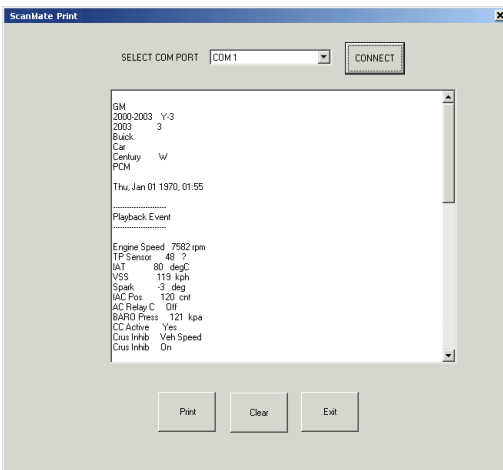 ScanMate Print
SELECT COM PORT COM1 CONNECT
GM
2000-2003 Y-3
2003 3
Buick
Car
Century W
PCM
Thu, Jan 01 1970, 01:55
----------------------
Playback Event
----------------------
Engine Speed 7582 rpm
TP Sensor 48 ?
IAT 80 degC
VSS 119 kph
Spark -3 deg
IAC Pos 120 cnt
AC Relay C Off
BARO Press 121 kpa
CC Active Yes
Crus Inhib Veh Speed
Crus Inhib On
Print Clear Exit